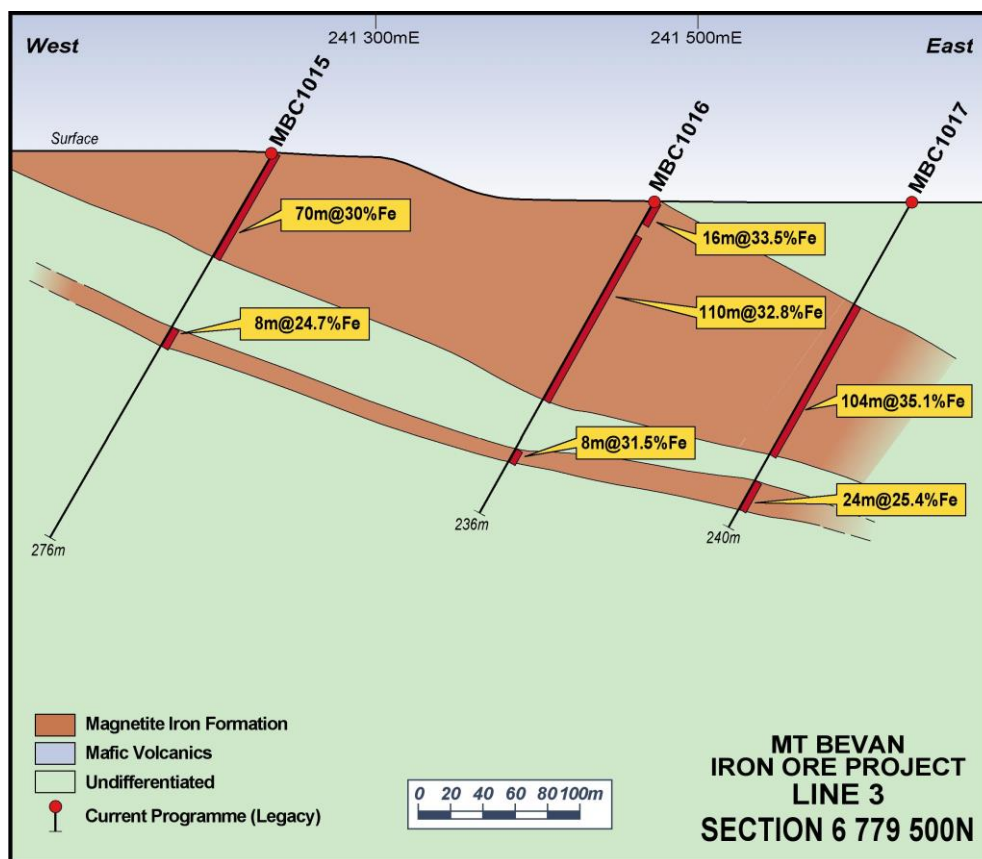 241 300mE
241 500mE
West
East
MBC1015
MBC1016
MBC1017
Surface
70m@30%Fe
16m@33.5%Fe
110m@32.8%Fe
8m@24.7%Fe
104m@35.1%Fe
8m@31.5%Fe
24m@25.4%Fe
276m
236m
240m
Magnetite Iron Formation
Mafic Volcanics
Undifferentiated
Current Programme (Legacy)
0 20 40 60 80 100m
MT BEVAN
IRON ORE PROJECT
LINE 3
SECTION 6 779 500N